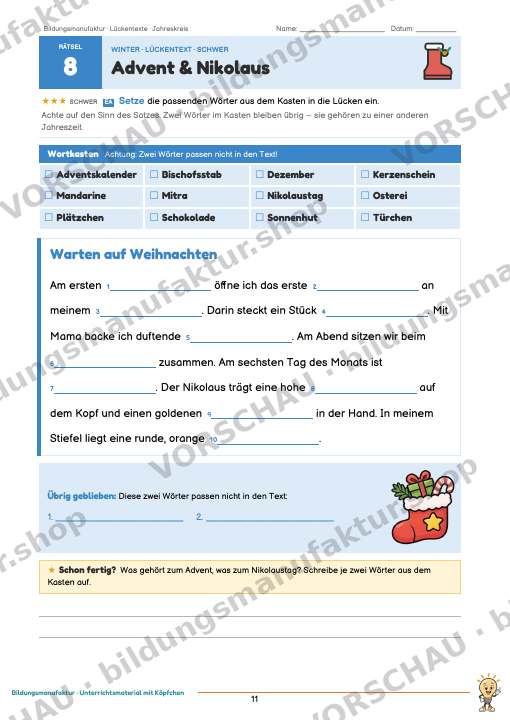 Bildungsmanufaktur · Lückentexte · Jahreskreis Name: Datum:
RÄTSEL
8
WINTER · LÜCKENTEXT · SCHWER
Advent & Nikolaus
★★★ SCHWER EA Setze die passenden Wörter aus dem Kasten in die Lücken ein.
Achte auf den Sinn des Satzes. Zwei Wörter im Kasten bleiben übrig – sie gehören zu einer anderen
Jahreszeit.
Wortkasten Achtung: Zwei Wörter passen nicht in den Text!
☐ Adventskalender ☐ Bischofsstab ☐ Dezember ☐ Kerzenschein
☐ Mandarine ☐ Mitra ☐ Nikolaustag ☐ Osterei
☐ Plätzchen ☐ Schokolade ☐ Sonnenhut ☐ Türchen
Warten auf Weihnachten
Am ersten 1 öffne ich das erste 2 an
meinem 3 . Darin steckt ein Stück 4 . Mit
Mama backe ich duftende 5 . Am Abend sitzen wir beim
6 zusammen. Am sechsten Tag des Monats ist
7 . Der Nikolaus trägt eine hohe 8 auf
dem Kopf und einen goldenen 9 in der Hand. In meinem
Stiefel liegt eine runde, orange 10 .
Übrig geblieben: Diese zwei Wörter passen nicht in den Text:
1. 2.
★ Schon fertig? Was gehört zum Advent, was zum Nikolaustag? Schreibe je zwei Wörter aus dem
Kasten auf.
Bildungsmanufaktur · Unterrichtsmaterial mit Köpfchen
11
VORSCHAU · bildungsmanufaktur.shop